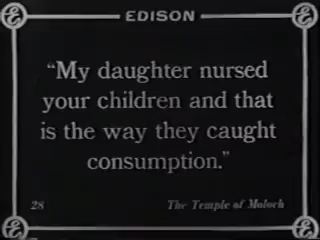 EDISON
"My daughter nursed
your children and that
is the way they caught
consumption."
28 The Temple of Moloch